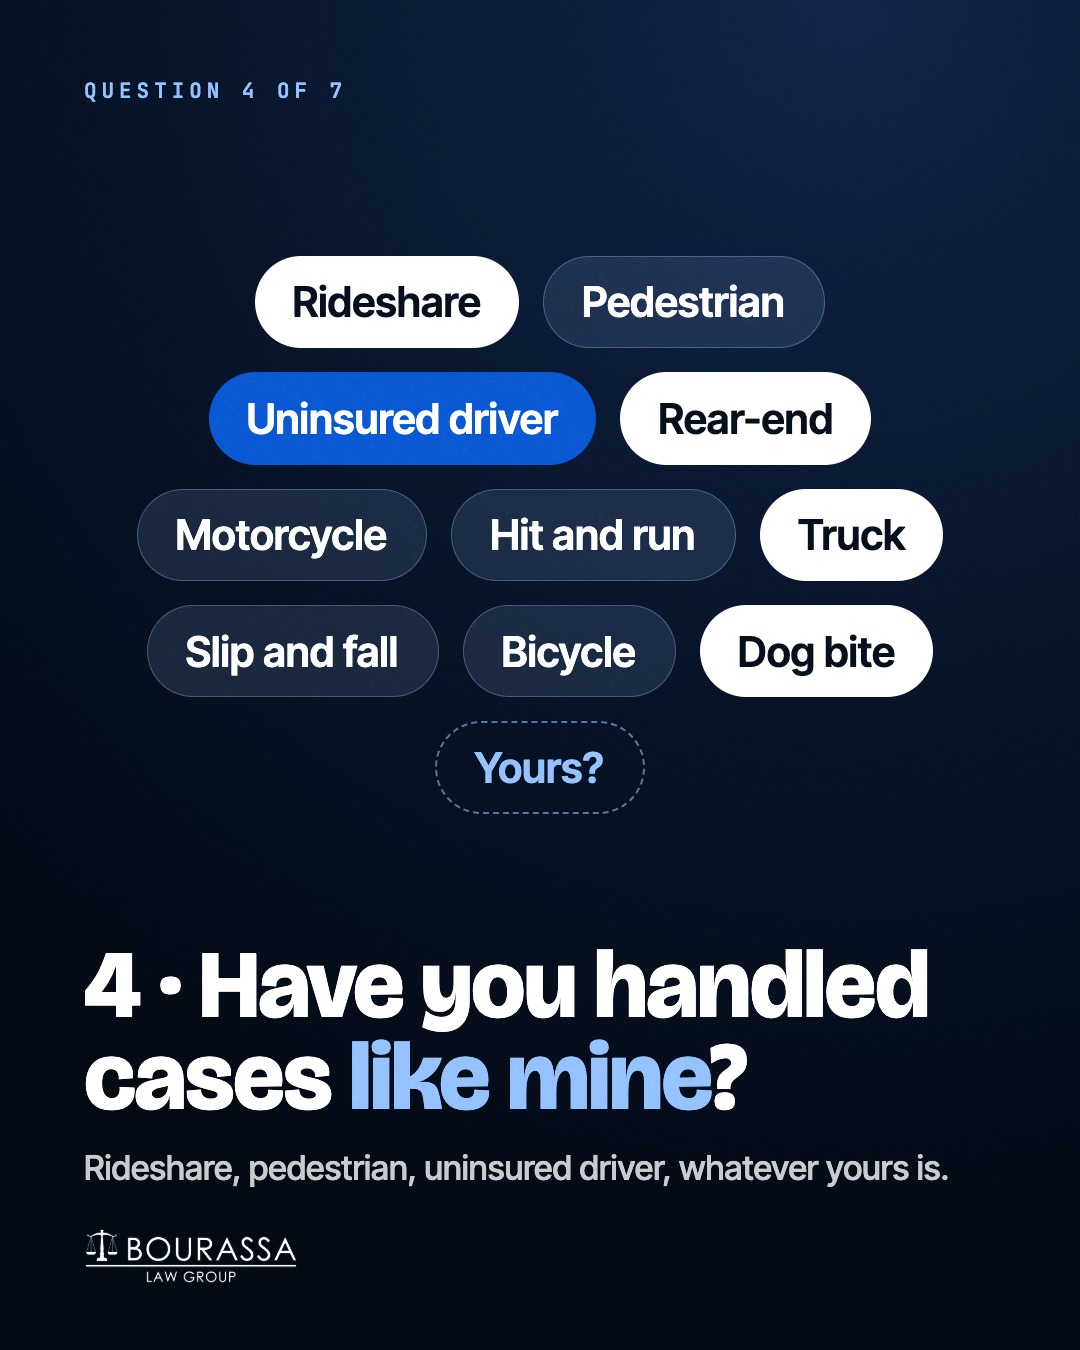 QUESTION 4 OF 7
Rideshare Pedestrian
Uninsured driver Rear-end
Motorcycle Hit and run Truck
Slip and fall Bicycle Dog bite
Yours?
4 · Have you handled
cases like mine?
Rideshare, pedestrian, uninsured driver, whatever yours is.
BOURASSA
LAW GROUP